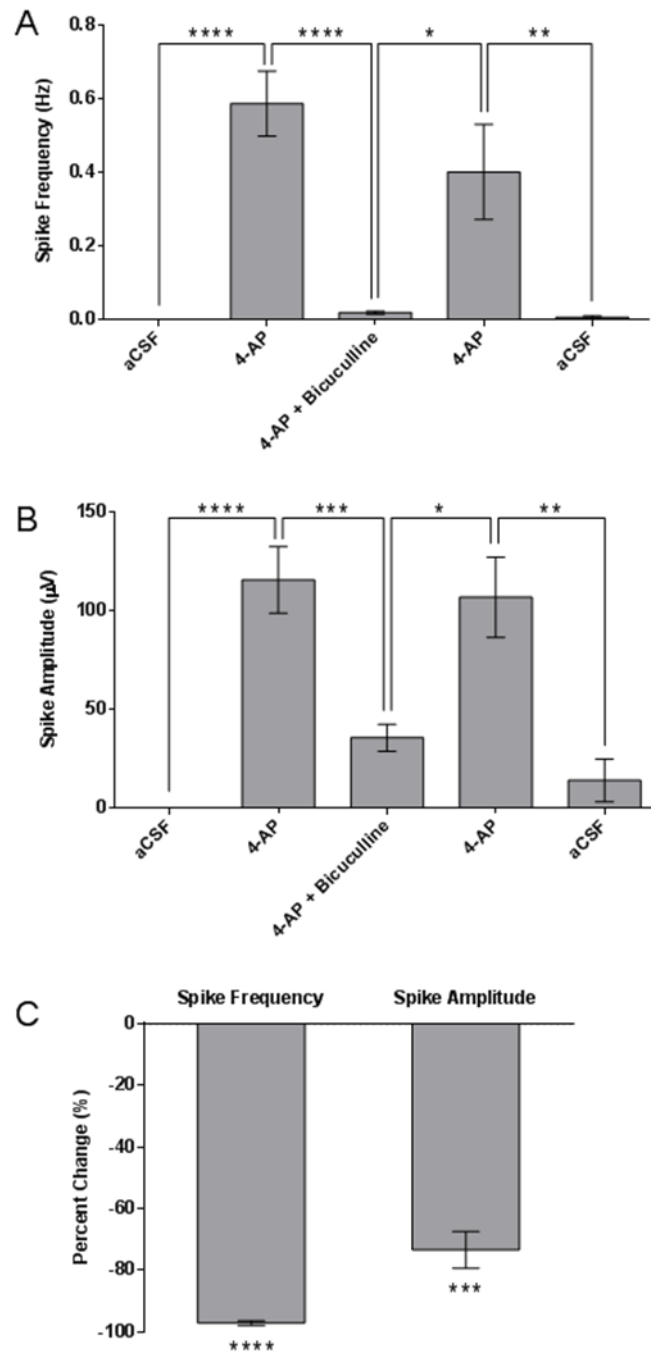 A
Spike Frequency (Hz)
0.8
0.6
0.4
0.2
0.0
****
****
*
**
aCSF
4-AP
4-AP + Bicuculline
4-AP
aCSF
B
Spike Amplitude (µV)
150
100
50
0
****
***
*
**
aCSF
4-AP
4-AP + Bicuculline
4-AP
aCSF
C
Spike Frequency
Spike Amplitude
Percent Change (%)
0
-20
-40
-60
-80
-100
****
***